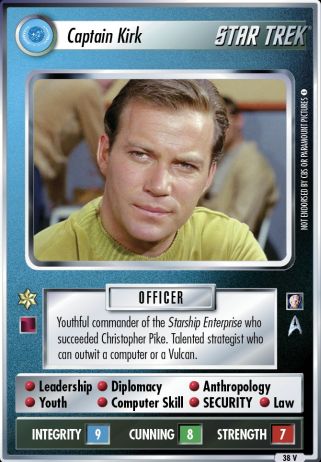 Captain Kirk
STAR TREK
NOT ENDORSED BY CBS OR PARAMOUNT PICTURES
OFFICER
Youthful commander of the Starship Enterprise who
succeeded Christopher Pike. Talented strategist who
can outwit a computer or a Vulcan.
Leadership Diplomacy Anthropology
Youth Computer Skill SECURITY Law
INTEGRITY 9 CUNNING 8 STRENGTH 7
38 V